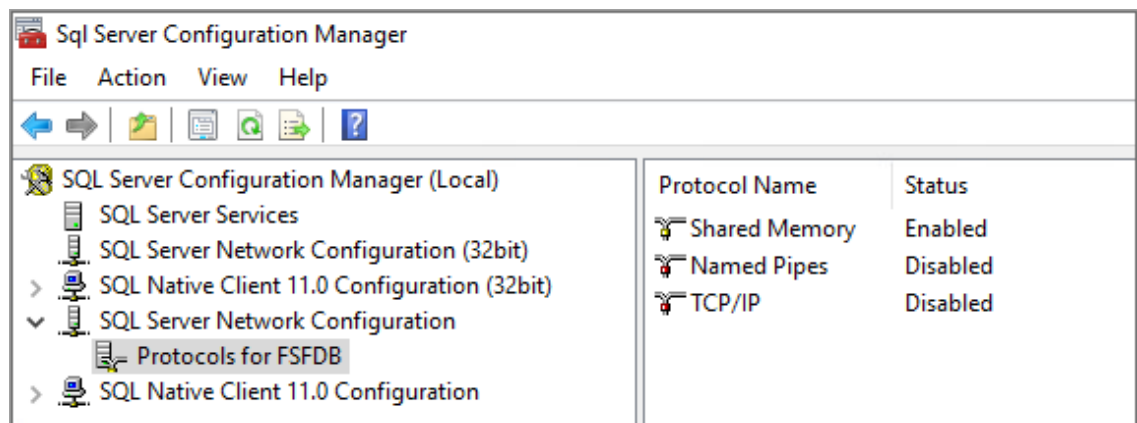 Sql Server Configuration Manager
File Action View Help
?
SQL Server Configuration Manager (Local)
SQL Server Services
SQL Server Network Configuration (32bit)
SQL Native Client 11.0 Configuration (32bit)
SQL Server Network Configuration
Protocols for FSFDB
SQL Native Client 11.0 Configuration
Protocol Name Status
Shared Memory Enabled
Named Pipes Disabled
TCP/IP Disabled